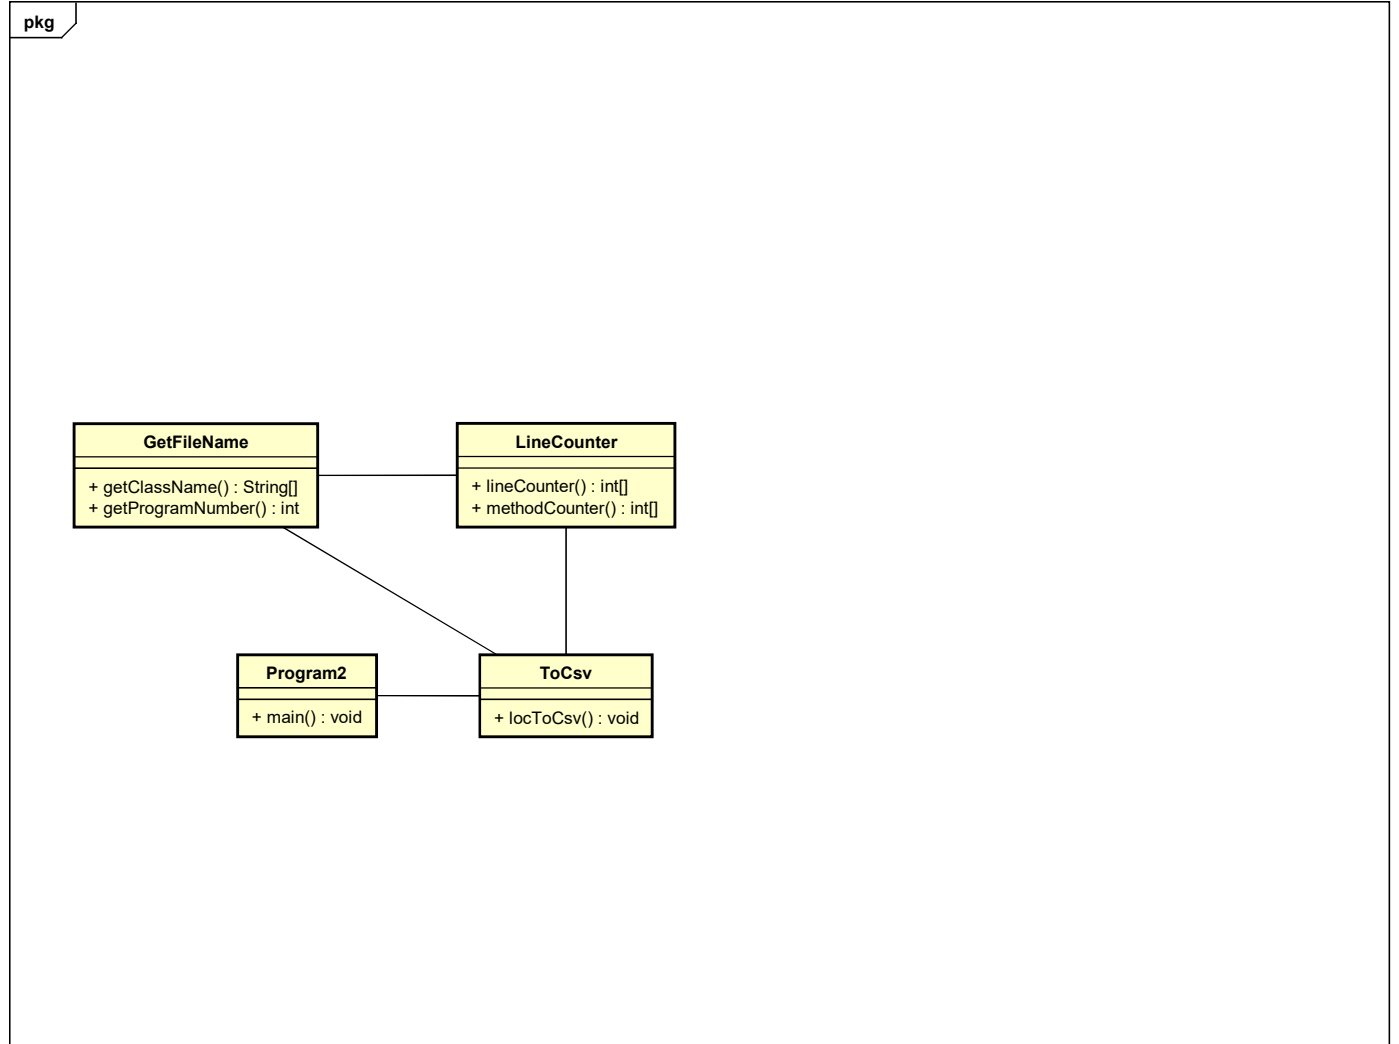 pkg
GetFileName
+ getClassName() : String[]
+ getProgramNumber() : int
LineCounter
+ lineCounter() : int[]
+ methodCounter() : int[]
Program2
+ main() : void
ToCsv
+ locToCsv() : void